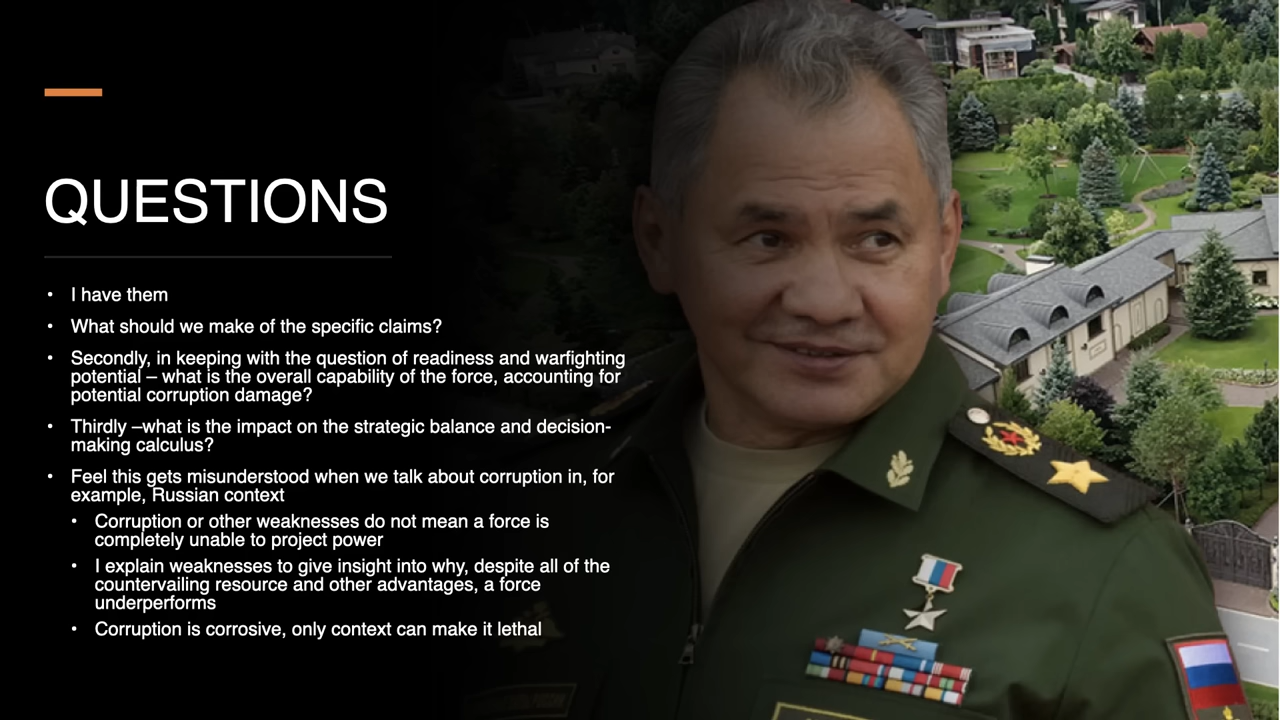 QUESTIONS
• I have them
• What should we make of the specific claims?
• Secondly, in keeping with the question of readiness and warfighting
potential – what is the overall capability of the force, accounting for
potential corruption damage?
• Thirdly –what is the impact on the strategic balance and decision-
making calculus?
• Feel this gets misunderstood when we talk about corruption in, for
example, Russian context
• Corruption or other weaknesses do not mean a force is
completely unable to project power
• I explain weaknesses to give insight into why, despite all of the
countervailing resource and other advantages, a force
underperforms
• Corruption is corrosive, only context can make it lethal